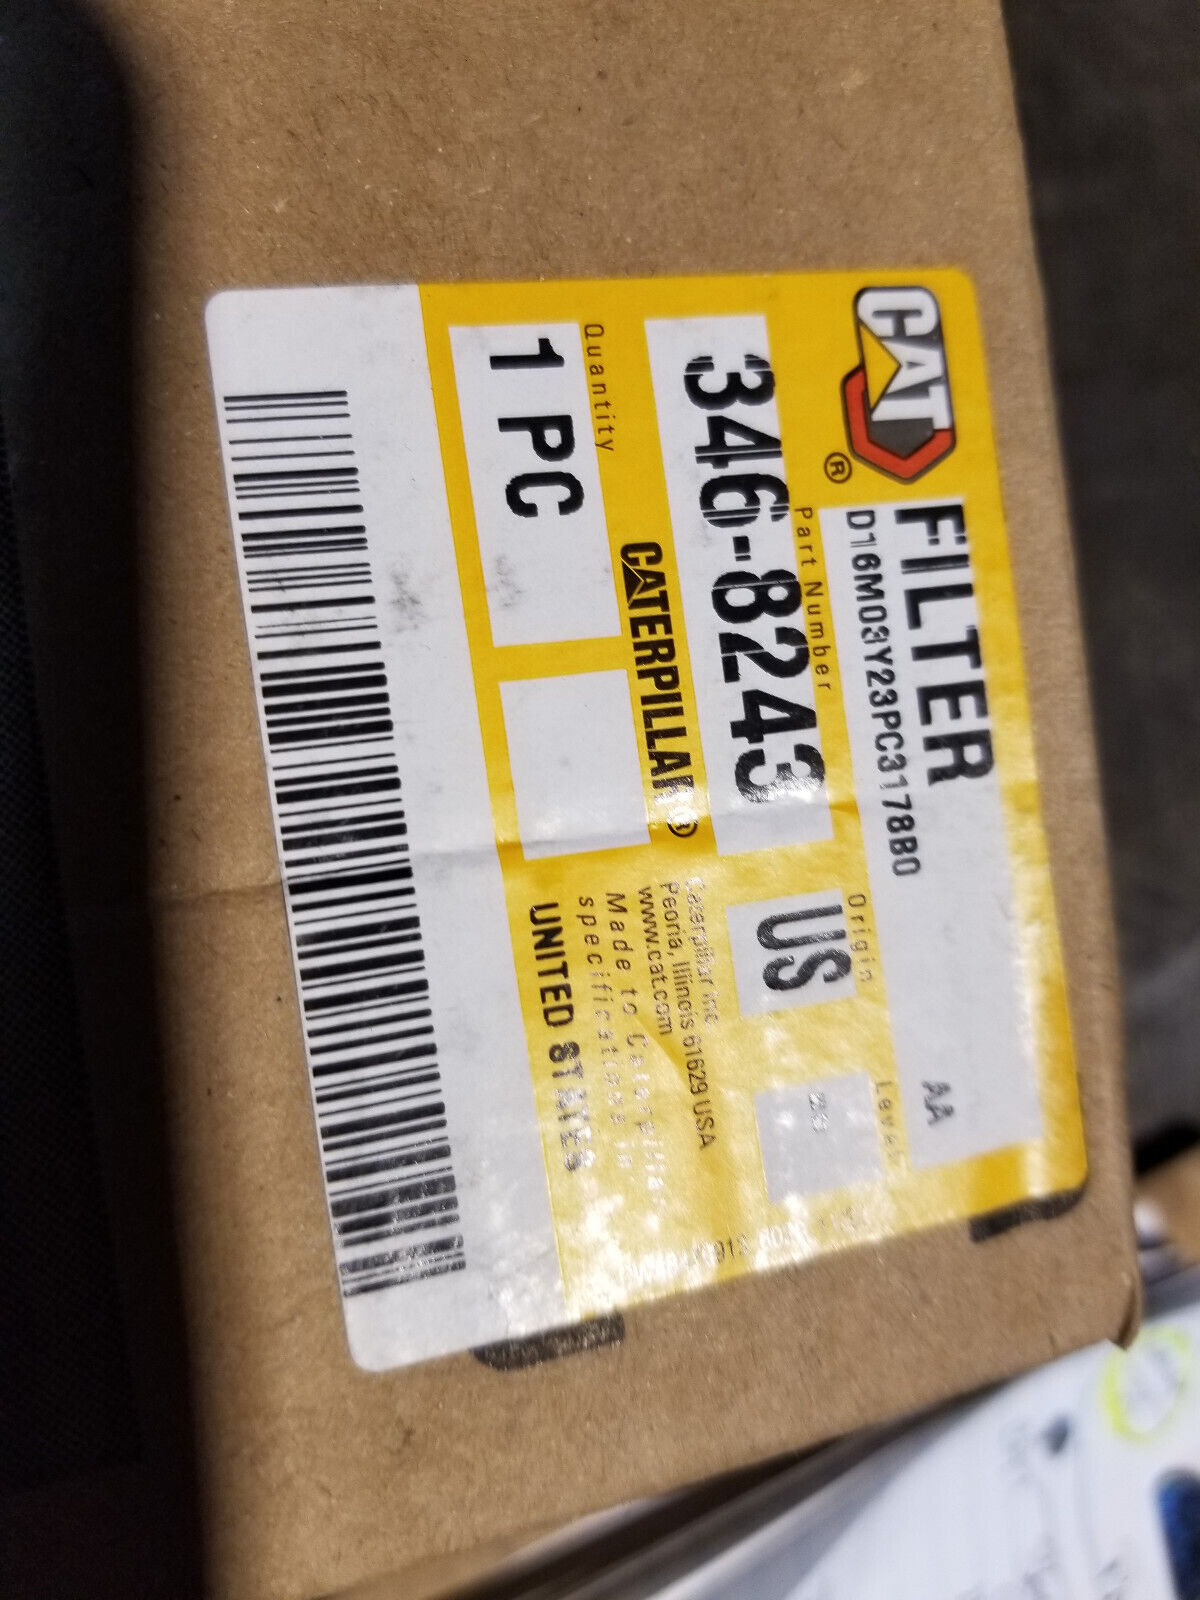 CAT
®
FILTER
D16M03Y23PC3178B0
AA
Part Number
Origin
Level
346-8243
US
CATERPILLAR®
Caterpillar Inc.
Peoria, Illinois 61629 USA
www.cat.com
Quantity
1 PC
Made to Caterpillar
specifications in
UNITED STATES